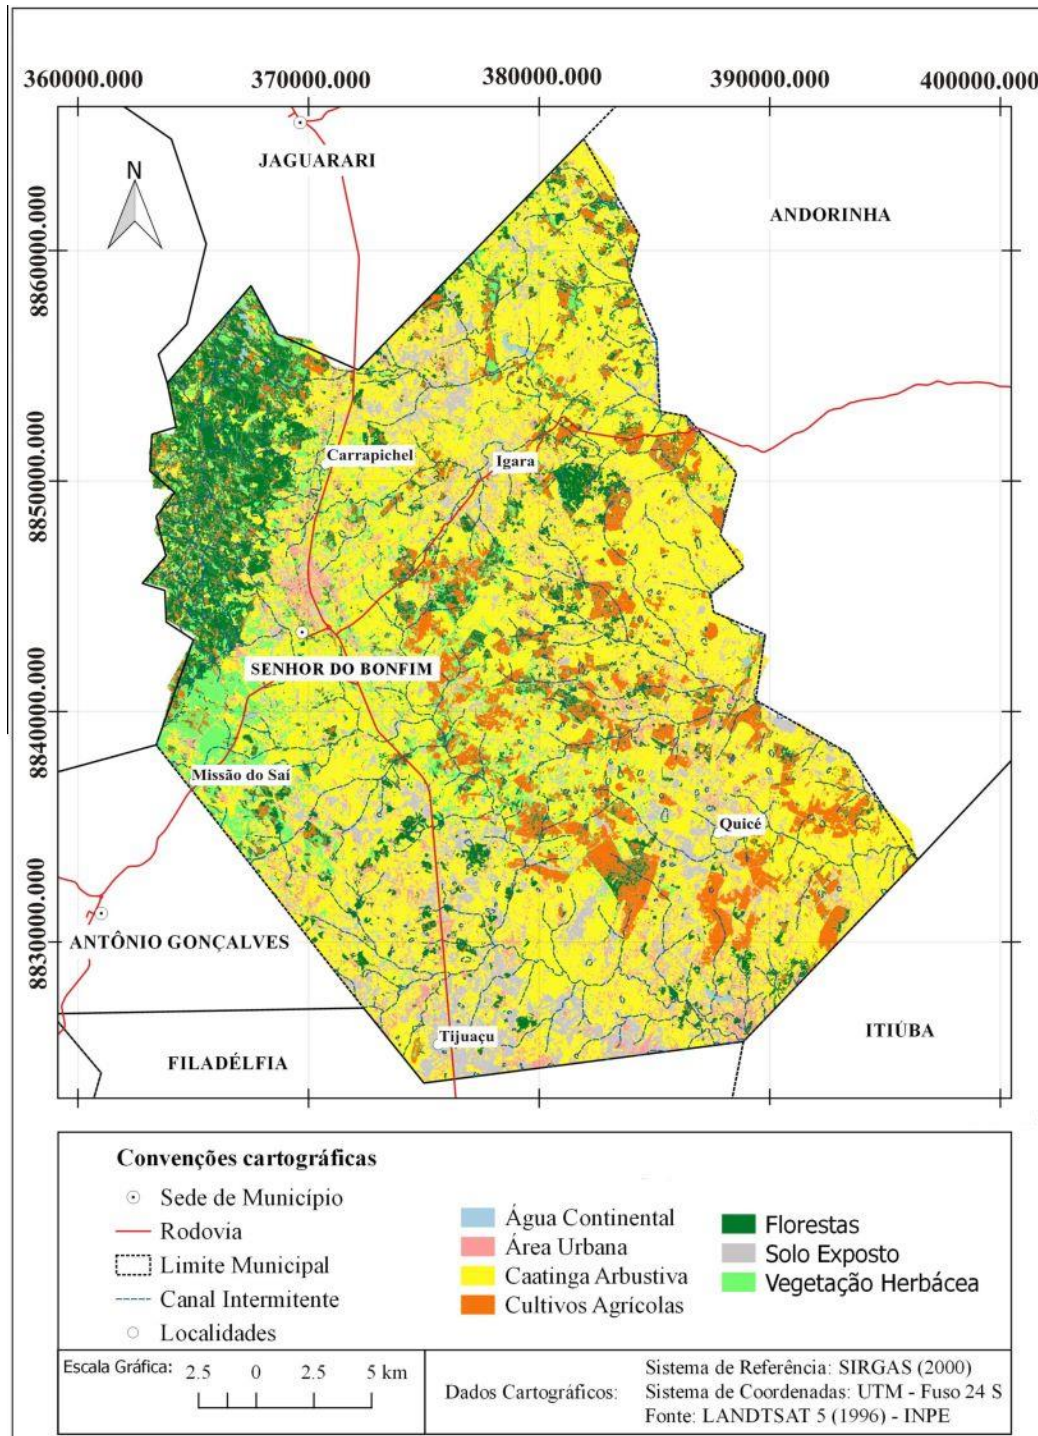 360000.000 370000.000 380000.000 390000.000 400000.000
JAGUARARI
N
ANDORINHA
8860000.000
Carrapichel
Igara
8850000.000
SENHOR DO BONFIM
8840000.000
Missão do Saí
Quicé
ANTÔNIO GONÇALVES
8830000.000
Tijuaçu
ITIÚBA
FILADÉLFIA
Convenções cartográficas
Sede de Município
Rodovia
Limite Municipal
Canal Intermitente
Localidades
Água Continental
Área Urbana
Caatinga Arbustiva
Cultivos Agrícolas
Florestas
Solo Exposto
Vegetação Herbácea
Escala Gráfica: 2.5 0 2.5 5 km
Dados Cartográficos:
Sistema de Referência: SIRGAS (2000)
Sistema de Coordenadas: UTM - Fuso 24 S
Fonte: LANDTSAT 5 (1996) - INPE